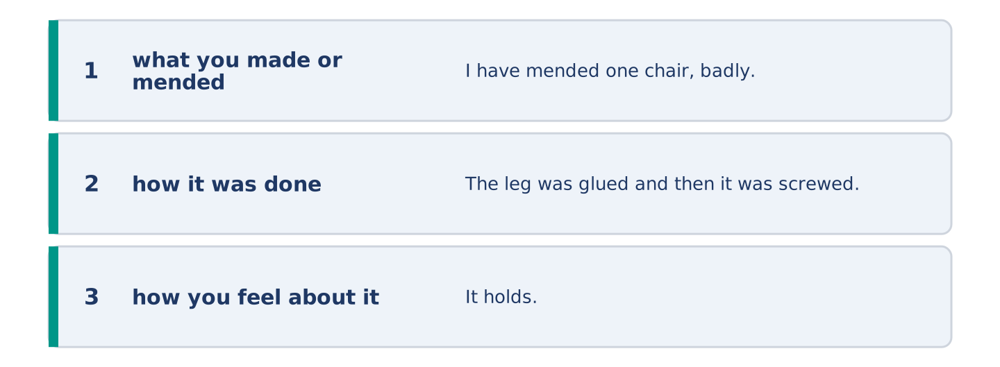 1
what you made or
mended
I have mended one chair, badly.
2
how it was done
The leg was glued and then it was screwed.
3
how you feel about it
It holds.